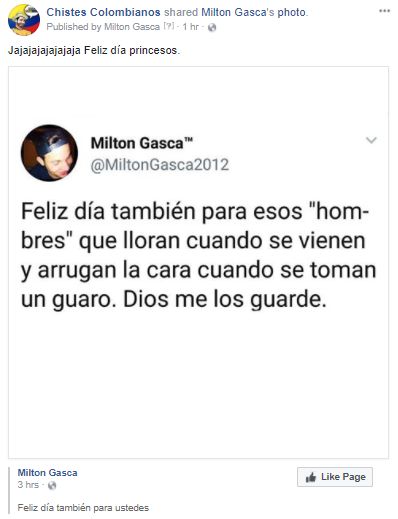 Chistes Colombianos shared Milton Gasca's photo.
Published by Milton Gasca [?] · 1 hr ·
Jajajajajajajaja Feliz día princesos.
Milton Gasca™
@MiltonGasca2012
Feliz día también para esos "hom-
bres" que lloran cuando se vienen
y arrugan la cara cuando se toman
un guaro. Dios me los guarde.
Milton Gasca
3 hrs ·
Like Page
Feliz día también para ustedes